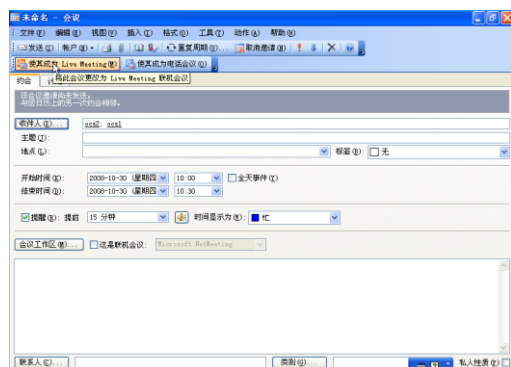 未命名 - 会议
文件(F) 编辑(E) 视图(V) 插入(I) 格式(O) 工具(T) 动作(A) 帮助(H)
发送(S) 帐户(D) 重复周期(U)... 取消邀请(N)
使其成为 Live Meeting(M) 使其成为电话会议(O)
约会 将此会议更改为 Live Meeting 联机会议
该会议邀请尚未发送。
与您日历上的另一次约会相邻。
收件人(O)... ocs2; ocs1
主题(J):
地点(L): 标签(B): 无
开始时间(K): 2008-10-30 (星期四 10:00 全天事件(Y)
结束时间(D): 2008-10-30 (星期四 10:30
提醒(R): 提前 15 分钟 时间显示为(W): 忙
会议工作区(W)... 这是联机会议: Microsoft NetMeeting
联系人(C)... 类别(G)... 私人性质(P)